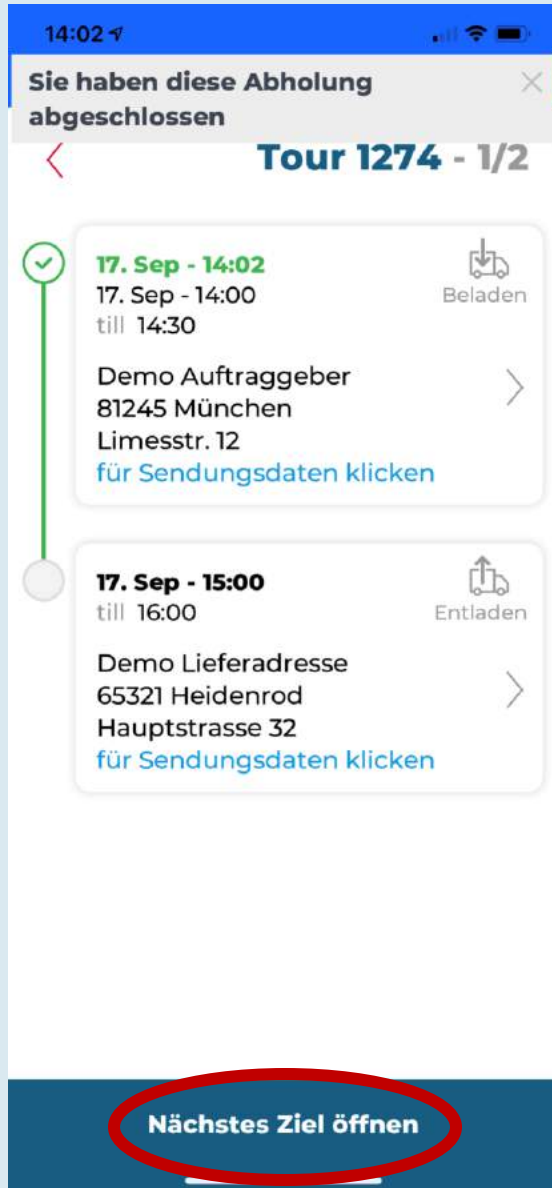 14:02
Sie haben diese Abholung
abgeschlossen
Tour 1274 - 1/2
17. Sep - 14:02
17. Sep - 14:00
Beladen
till 14:30
Demo Auftraggeber
81245 München
Limesstr. 12
für Sendungsdaten klicken
17. Sep - 15:00
till 16:00
Entladen
Demo Lieferadresse
65321 Heidenrod
Hauptstrasse 32
für Sendungsdaten klicken
Nächstes Ziel öffnen